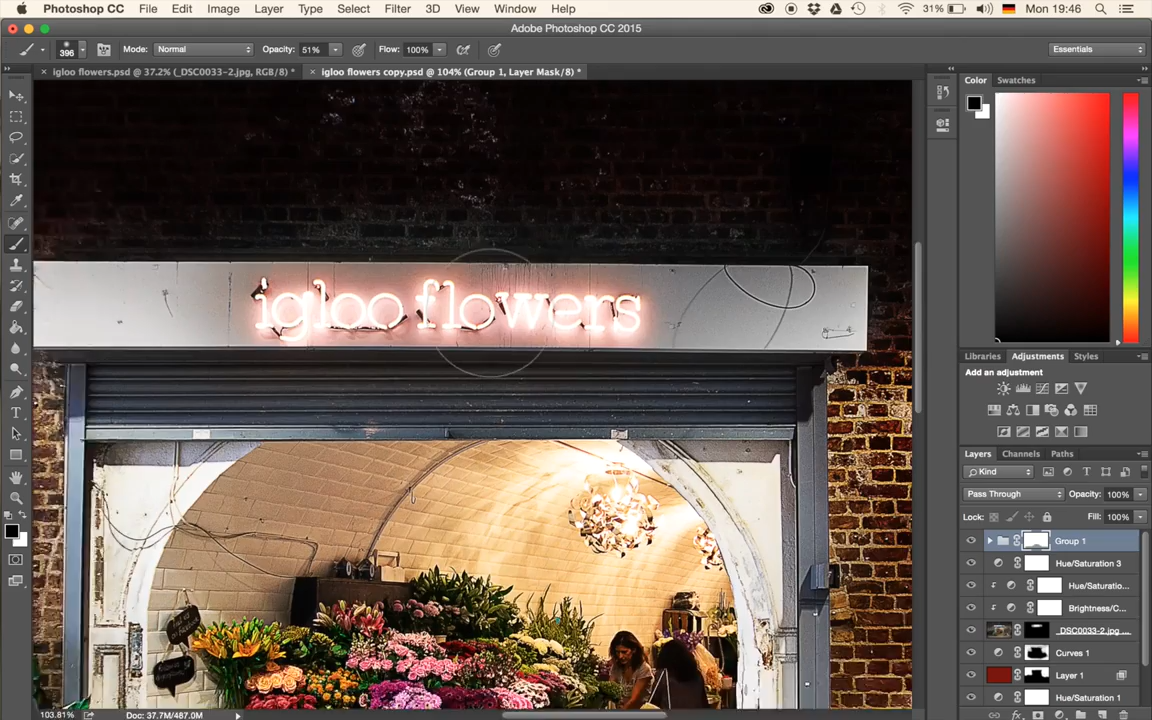 Photoshop CC File Edit Image Layer Type Select Filter 3D View Window Help 31% Mon 19:46
Adobe Photoshop CC 2015
396 Mode: Normal Opacity: 51% Flow: 100% Essentials
igloo flowers.psd @ 37.2% (_DSC0033-2.jpg, RGB/8) *
igloo flowers copy.psd @ 104% (Group 1, Layer Mask/8) *
Color Swatches
igloo flowers
Libraries Adjustments Styles
Add an adjustment
Layers Channels Paths
Kind
Pass Through Opacity: 100%
Lock: Fill: 100%
Group 1
Hue/Saturation 3
Hue/Saturatio...
Brightness/C...
_DSC0033-2.jpg ...
Curves 1
Layer 1
Hue/Saturation 1
103.81% Doc: 37.7M/487.0M